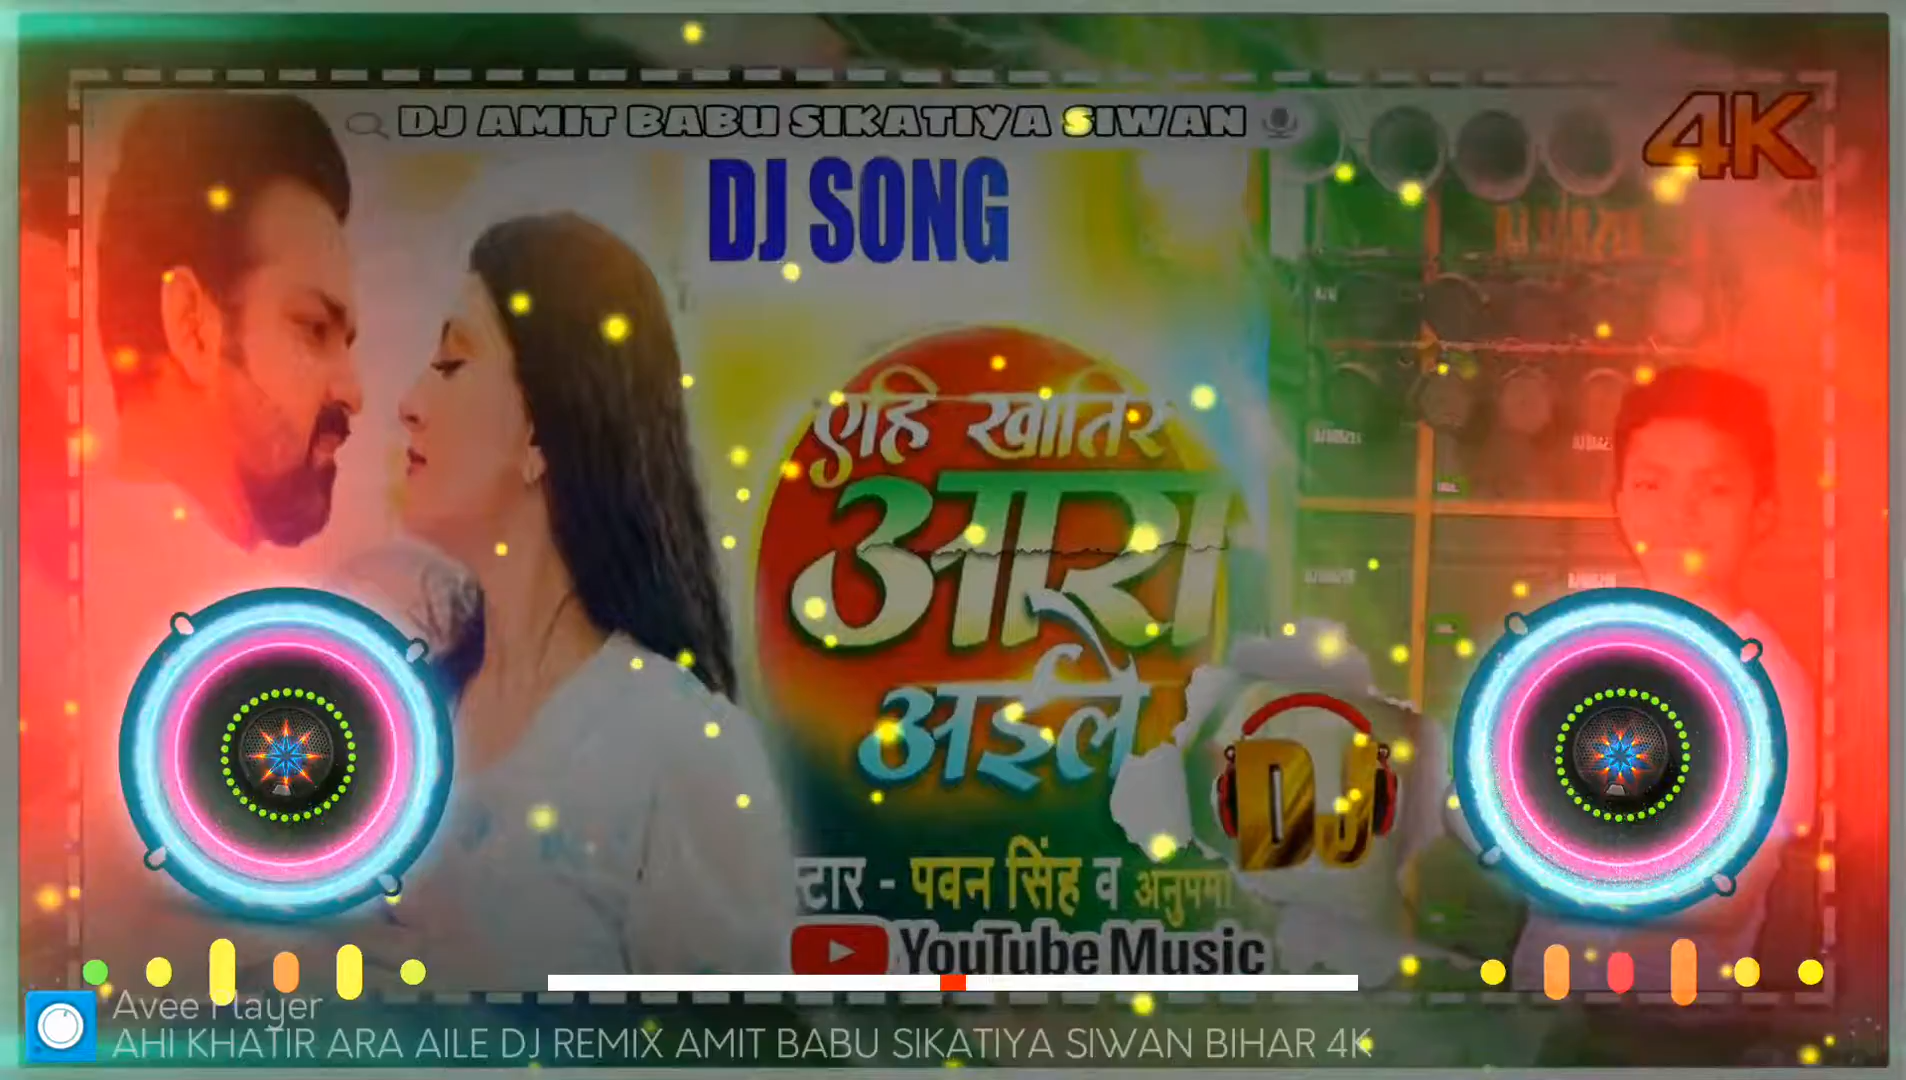 DJ AMIT BABU SIKATIYA SIWAN
4K
DJ SONG
एहि खातिर
आरा
अईले
DJ
स्टार - पवन सिंह व अनुपमा
YouTube Music
Avee Player
AHI KHATIR ARA AILE DJ REMIX AMIT BABU SIKATIYA SIWAN BIHAR 4K